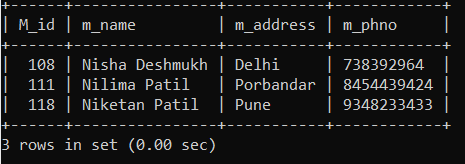 +------+----------------+-----------+------------+
| M_id | m_name         | m_address | m_phno     |
+------+----------------+-----------+------------+
|  108 | Nisha Deshmukh | Delhi     | 738392964  |
|  111 | Nilima Patil   | Porbandar | 8454439424 |
|  118 | Niketan Patil  | Pune      | 9348233433 |
+------+----------------+-----------+------------+
3 rows in set (0.00 sec)